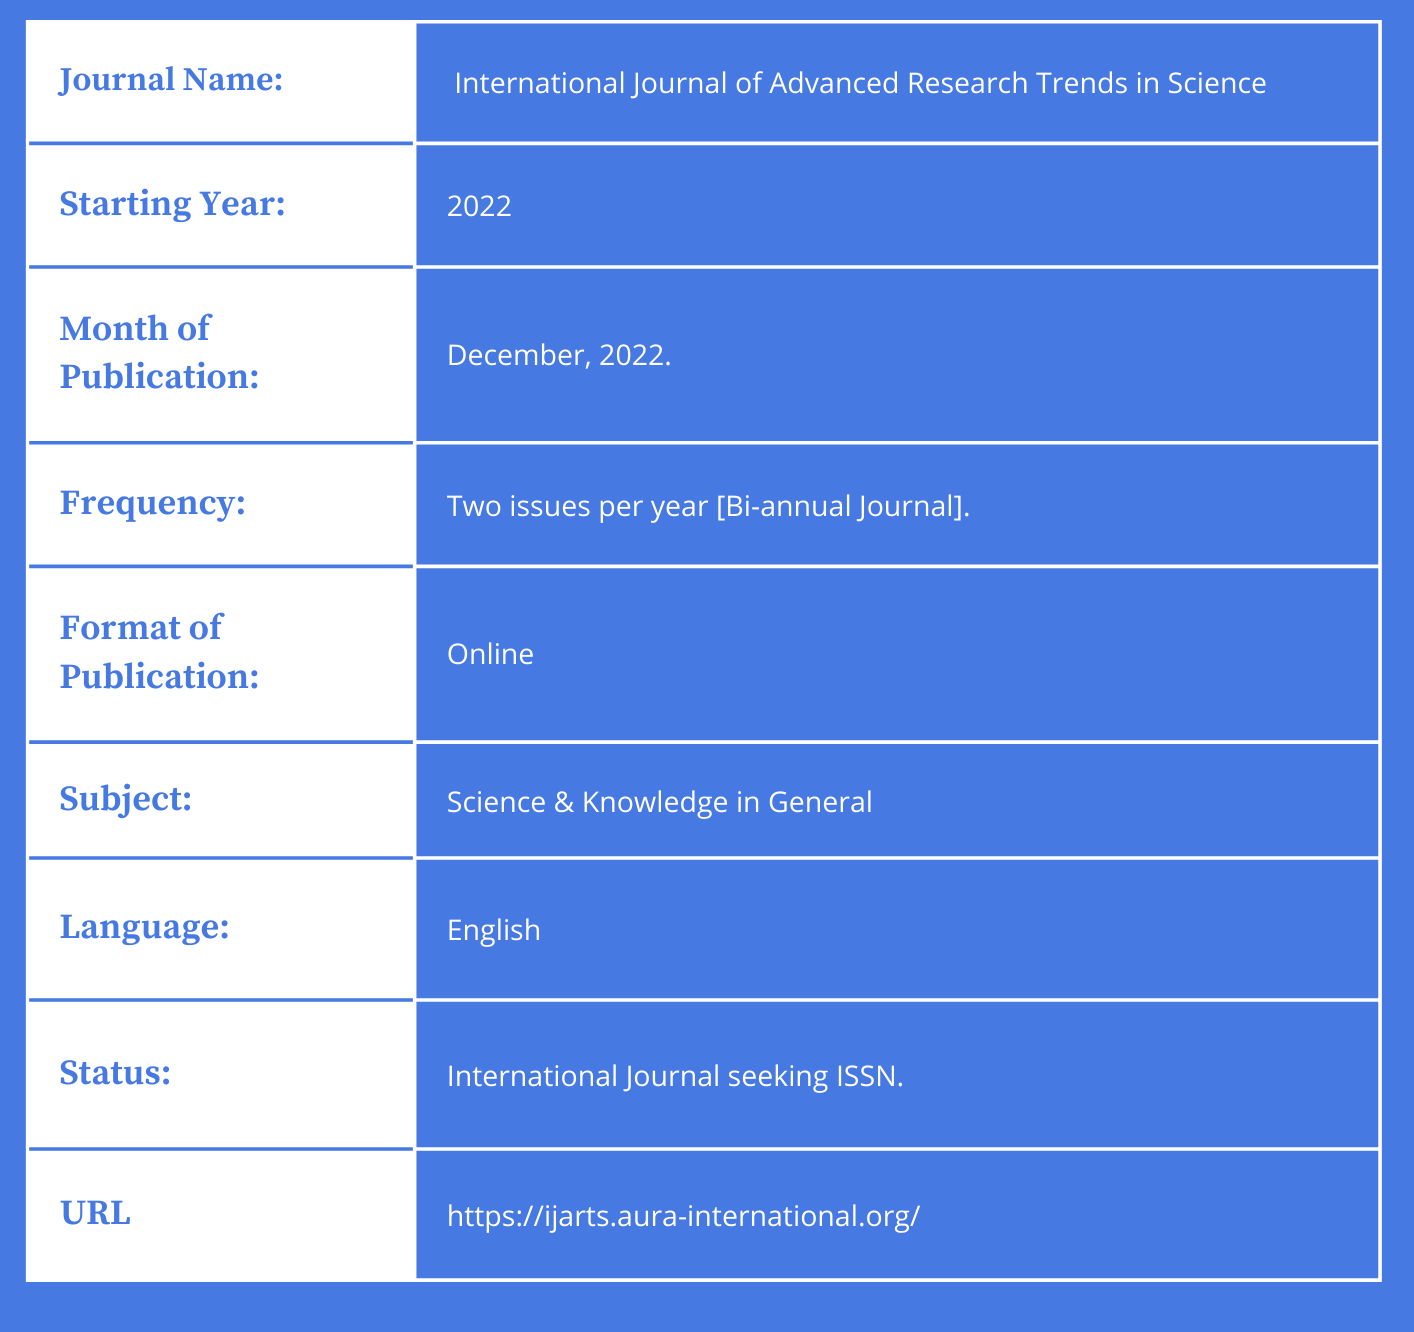 Journal Name:
International Journal of Advanced Research Trends in Science
Starting Year:
2022
Month of
Publication:
December, 2022.
Frequency:
Two issues per year [Bi-annual Journal].
Format of
Publication:
Online
Subject:
Science & Knowledge in General
Language:
English
Status:
International Journal seeking ISSN.
URL
https://ijarts.aura-international.org/